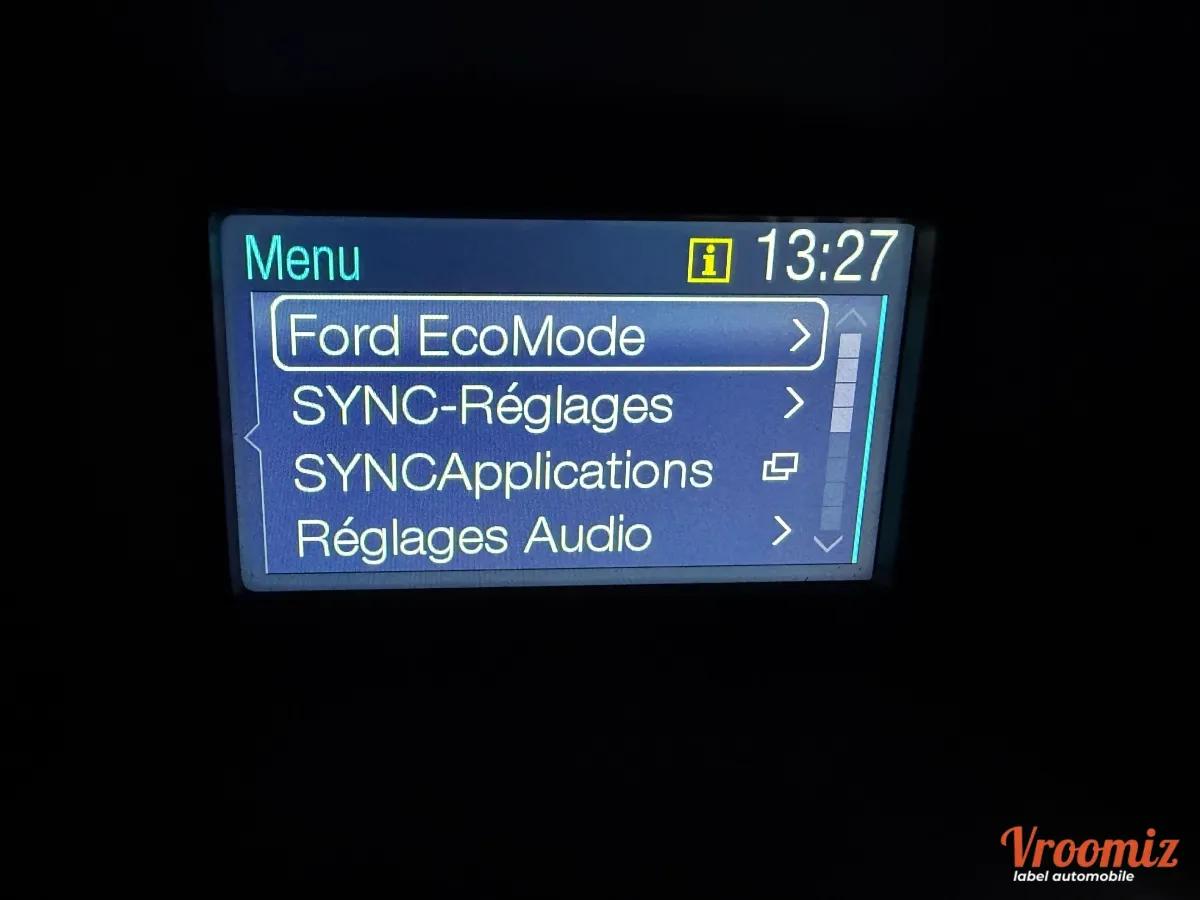 Menu i 13:27
Ford EcoMode
SYNC-Réglages
SYNCApplications
Réglages Audio
Vroomiz
label automobile